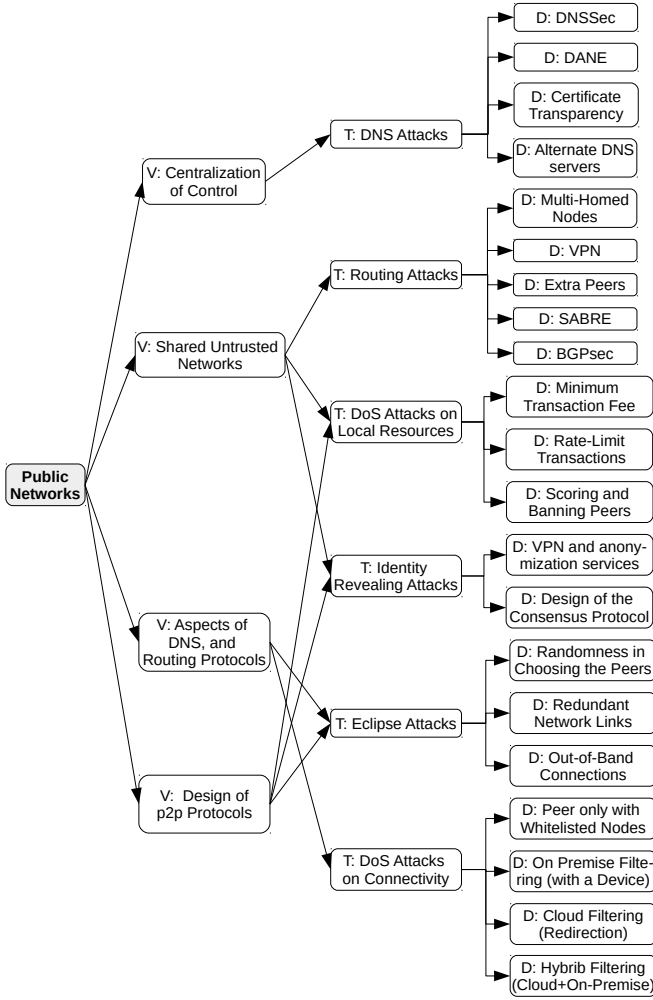 Public
Networks
V: Centralization
of Control
V: Shared Untrusted
Networks
V: Aspects of
DNS, and
Routing Protocols
V: Design of
p2p Protocols
T: DNS Attacks
T: Routing Attacks
T: DoS Attacks on
Local Resources
T: Identity
Revealing Attacks
T: Eclipse Attacks
T: DoS Attacks
on Connectivity
D: DNSSec
D: DANE
D: Certificate
Transparency
D: Alternate DNS
servers
D: Multi-Homed
Nodes
D: VPN
D: Extra Peers
D: SABRE
D: BGPsec
D: Minimum
Transaction Fee
D: Rate-Limit
Transactions
D: Scoring and
Banning Peers
D: VPN and anony-
mization services
D: Design of the
Consensus Protocol
D: Randomness in
Choosing the Peers
D: Redundant
Network Links
D: Out-of-Band
Connections
D: Peer only with
Whitelisted Nodes
D: On Premise Filte-
ring (with a Device)
D: Cloud Filtering
(Redirection)
D: Hybrib Filtering
(Cloud+On-Premise)